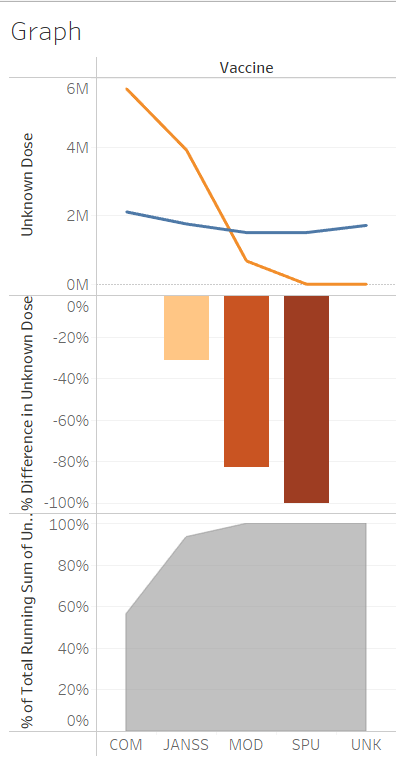 Graph
Vaccine
Unknown Dose
6M
4M
2M
0M
% Difference in Unknown Dose
0%
-20%
-40%
-60%
-80%
-100%
% of Total Running Sum of Un..
100%
80%
60%
40%
20%
0%
COM JANSS MOD SPU UNK